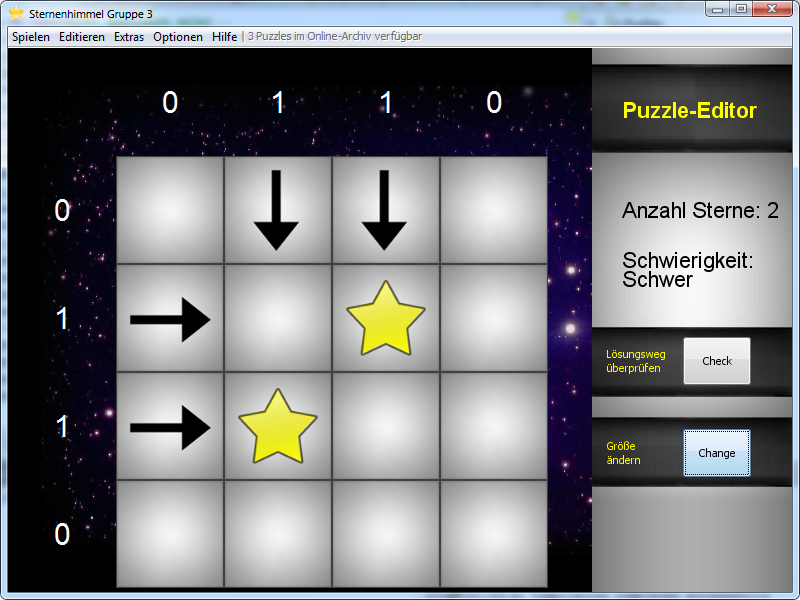 Sternenhimmel Gruppe 3
Spielen Editieren Extras Optionen Hilfe | 3 Puzzles im Online-Archiv verfügbar
0 1 1 0
0
1
1
0
Puzzle-Editor
Anzahl Sterne: 2
Schwierigkeit:
Schwer
Lösungsweg
überprüfen
Check
Größe
ändern
Change